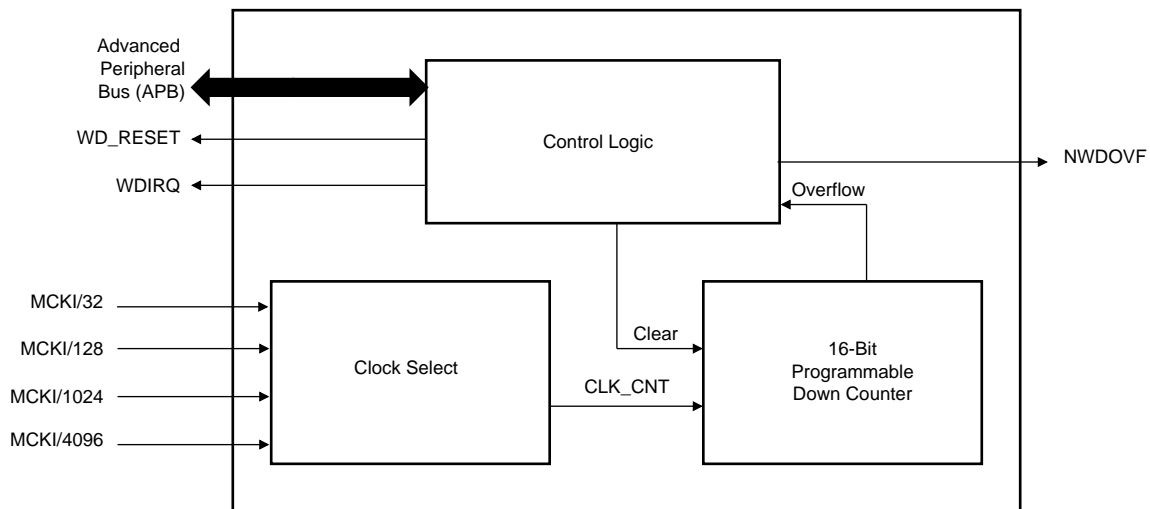 Advanced
Peripheral
Bus (APB)
WD_RESET
WDIRQ
Control Logic
NWDOVF
Overflow
MCKI/32
MCKI/128
MCKI/1024
MCKI/4096
Clock Select
Clear
CLK_CNT
16-Bit
Programmable
Down Counter